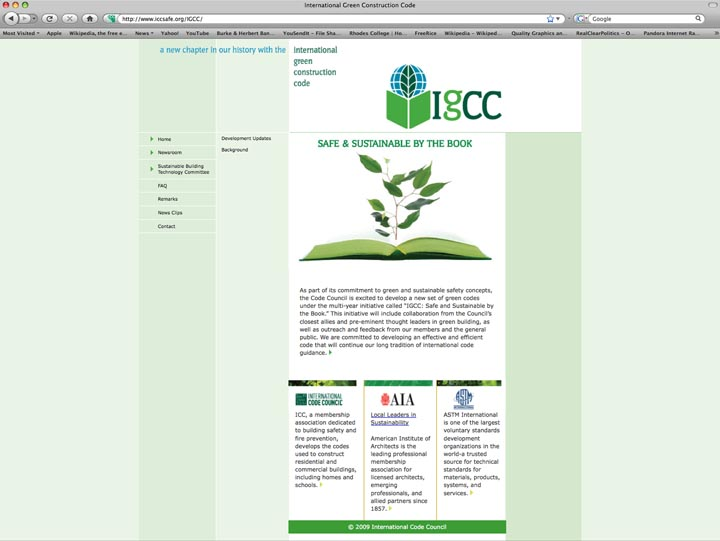 International Green Construction Code
http://www.iccsafe.org/IGCC/
Google
Most Visited Apple Wikipedia, the free e... News Yahoo! YouTube Burke & Herbert Ban... YouSendIt - File Sha... Rhodes College | Ho... FreeRice Wikipedia - Wikiped... Quality Graphics an... RealClearPolitics - O... Pandora Internet Ra...
a new chapter in our history with the
international
green
construction
code
IgCC
Home
Newsroom
Sustainable Building
Technology Committee
FAQ
Remarks
News Clips
Contact
Development Updates
Background
SAFE & SUSTAINABLE BY THE BOOK
As part of its commitment to green and sustainable safety concepts,
the Code Council is excited to develop a new set of green codes
under the multi-year initiative called "IGCC: Safe and Sustainable by
the Book." This initiative will include collaboration from the Council's
closest allies and pre-eminent thought leaders in green building, as
well as outreach and feedback from our members and the general
public. We are committed to developing an effective and efficient
code that will continue our long tradition of international code
guidance.
INTERNATIONAL
CODE COUNCIL
ICC, a membership
association dedicated
to building safety and
fire prevention,
develops the codes
used to construct
residential and
commercial buildings,
including homes and
schools.
AIA
Local Leaders in
Sustainability
American Institute of
Architects is the
leading professional
membership
association for
licensed architects,
emerging
professionals, and
allied partners since
1857.
ASTM
INTERNATIONAL
ASTM International
is one of the largest
voluntary standards
development
organizations in the
world-a trusted
source for technical
standards for
materials, products,
systems, and
services.
© 2009 International Code Council